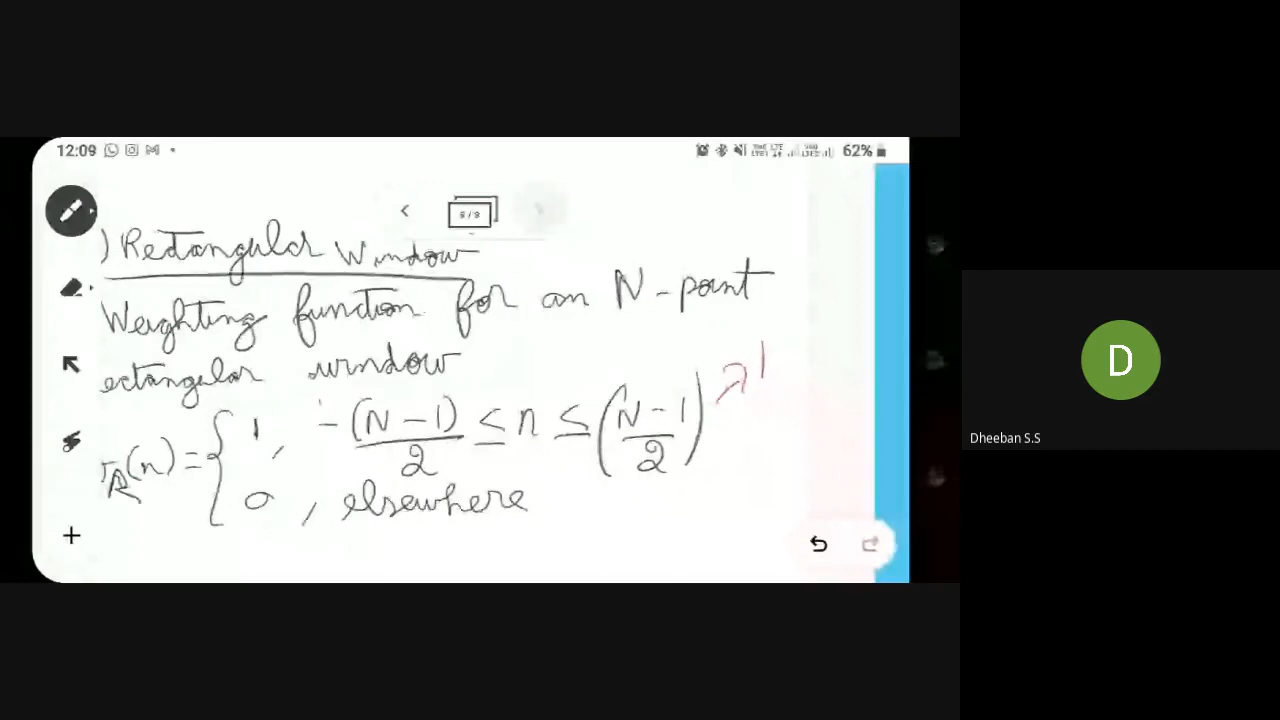 12:09
62%
) Rectangular Window
Weighting function for an N-point
ectangular window
(n) = { 1, -(N-1)/2 ≤ n ≤ (N-1/2)
0, elsewhere
D
Dheeban S.S